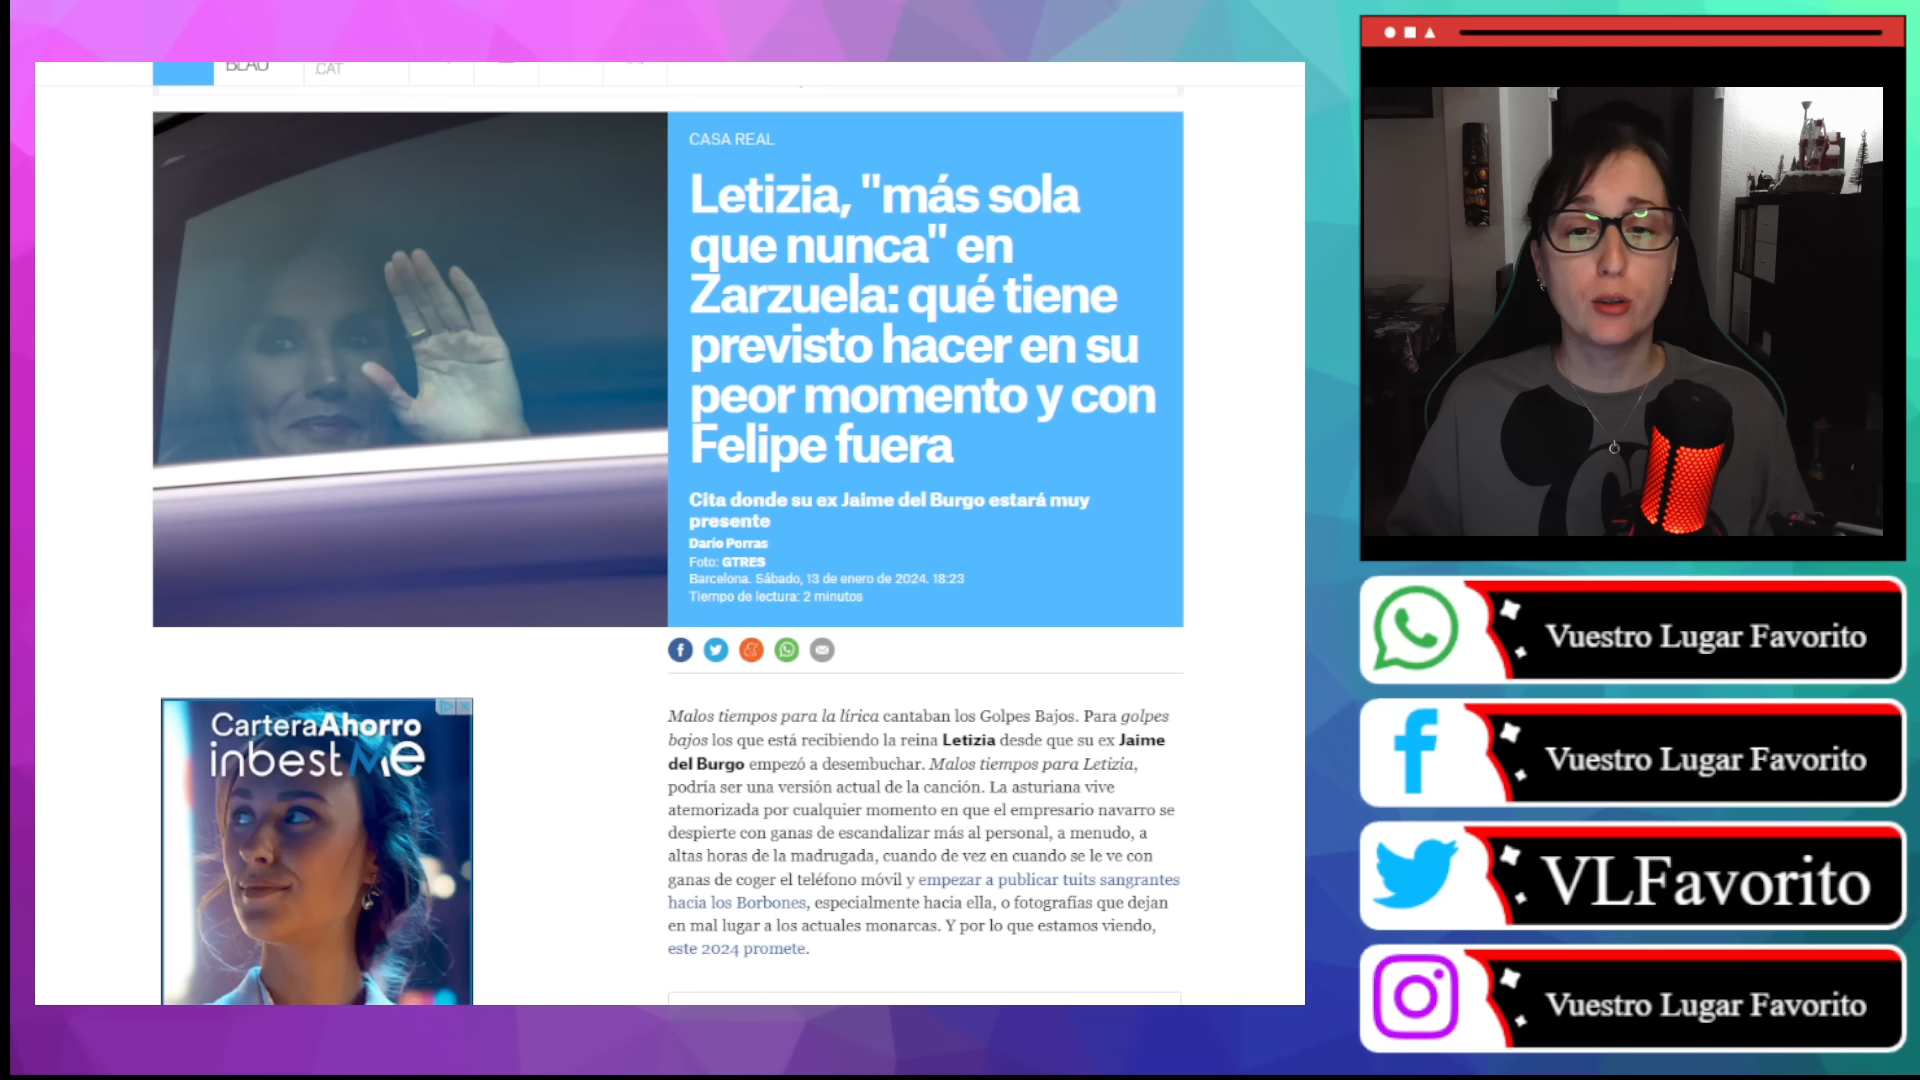 BLAU
.CAT
CASA REAL
Letizia, "más sola
que nunca" en
Zarzuela: qué tiene
previsto hacer en su
peor momento y con
Felipe fuera
Cita donde su ex Jaime del Burgo estará muy
presente
Darío Porras
Foto: GTRES
Barcelona. Sábado, 13 de enero de 2024. 18:23
Tiempo de lectura: 2 minutos
CarteraAhorro
inbestMe
Malos tiempos para la lírica cantaban los Golpes Bajos. Para golpes
bajos los que está recibiendo la reina Letizia desde que su ex Jaime
del Burgo empezó a desembuchar. Malos tiempos para Letizia,
podría ser una versión actual de la canción. La asturiana vive
atemorizada por cualquier momento en que el empresario navarro se
despierte con ganas de escandalizar más al personal, a menudo, a
altas horas de la madrugada, cuando de vez en cuando se le ve con
ganas de coger el teléfono móvil y empezar a publicar tuits sangrantes
hacia los Borbones, especialmente hacia ella, o fotografías que dejan
en mal lugar a los actuales monarcas. Y por lo que estamos viendo,
este 2024 promete.
Vuestro Lugar Favorito
Vuestro Lugar Favorito
VLFavorito
Vuestro Lugar Favorito